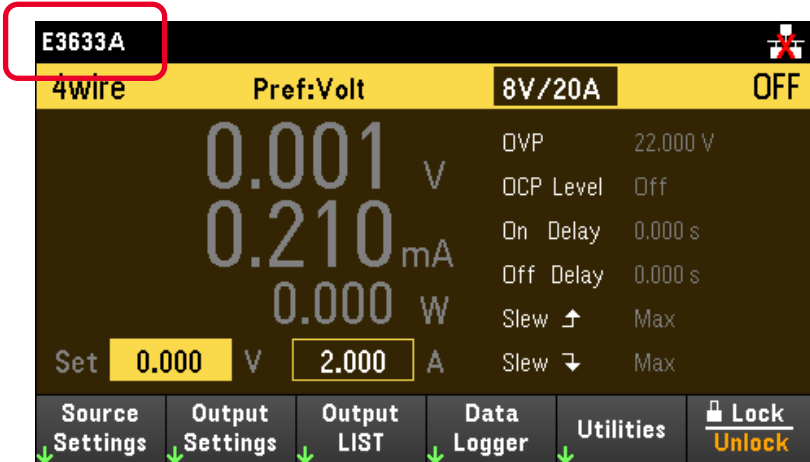 E3633A
4wire Pref:Volt 8V/20A OFF
0.001 V
0.210 mA
0.000 W
OVP 22.000 V
OCP Level Off
On Delay 0.000 s
Off Delay 0.000 s
Slew Max
Slew Max
Set 0.000 V 2.000 A
Source Settings
Output Settings
Output LIST
Data Logger
Utilities
Lock
Unlock